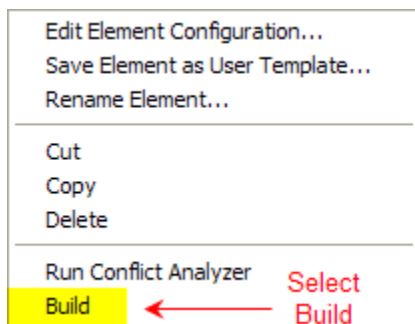 Edit Element Configuration...
Save Element as User Template...
Rename Element...
Cut
Copy
Delete
Run Conflict Analyzer
Build
Select
Build